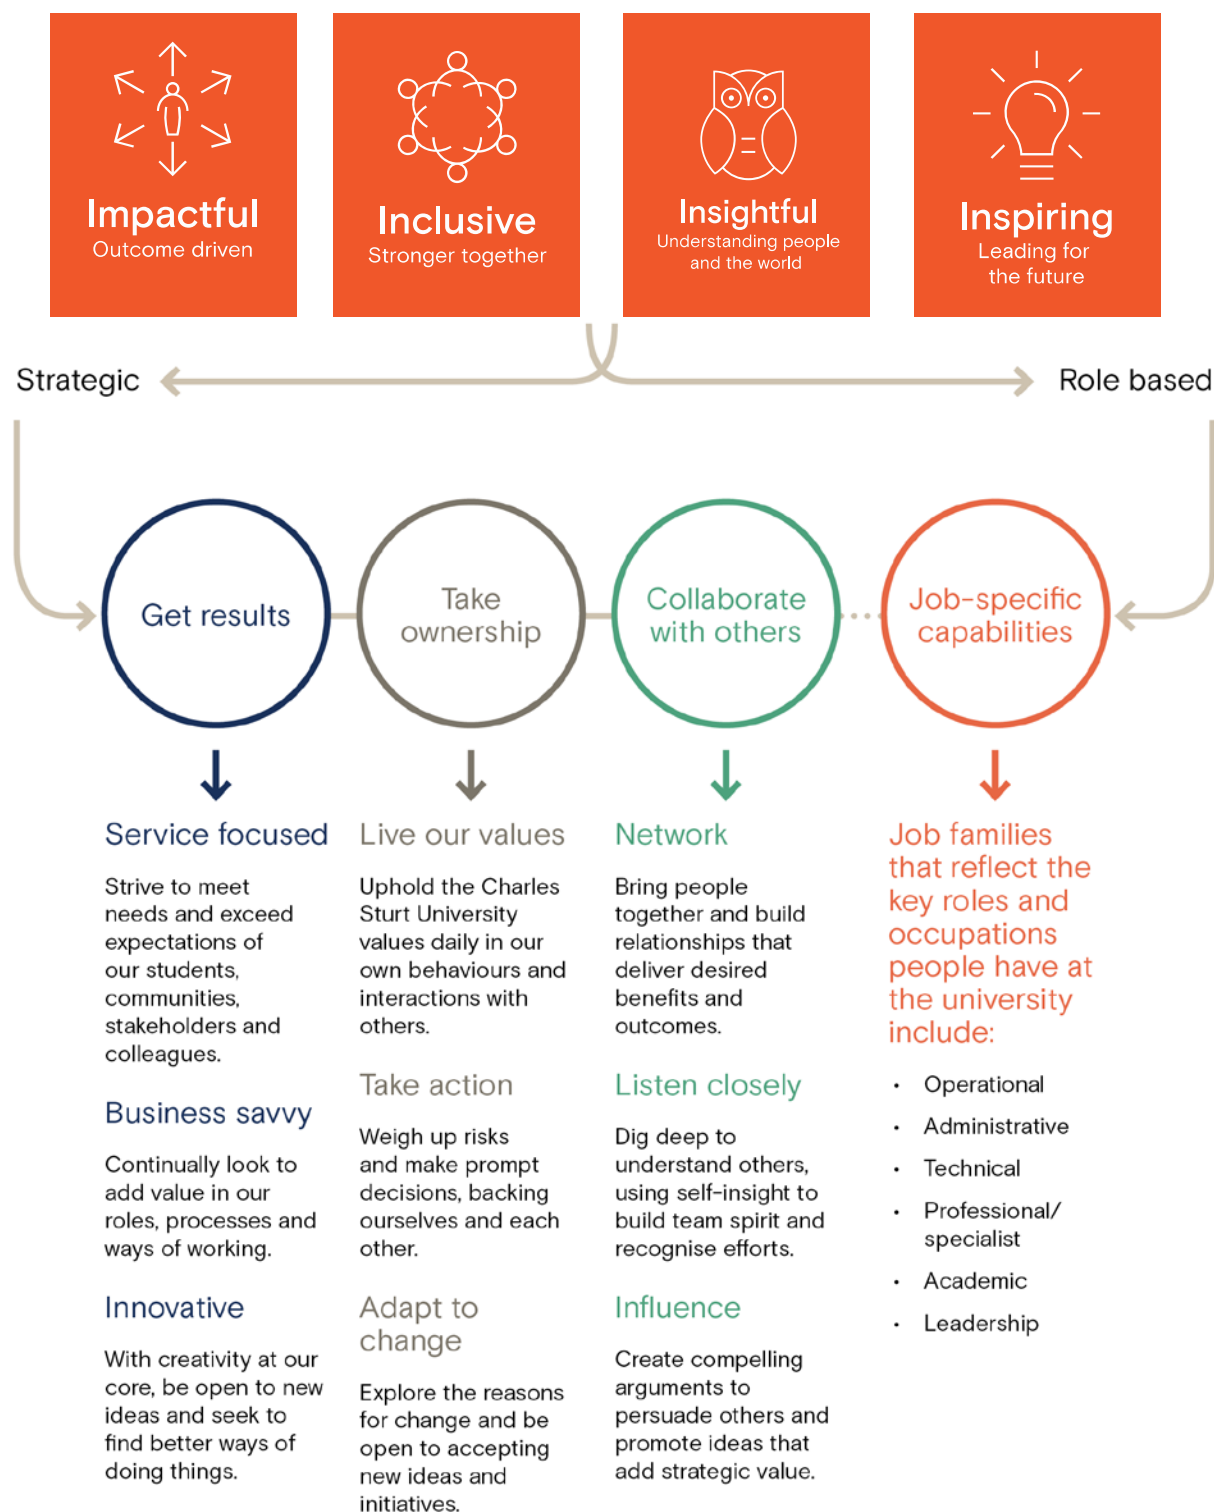 Impactful
Outcome driven
Inclusive
Stronger together
Insightful
Understanding people
and the world
Inspiring
Leading for
the future
Strategic
Role based
Get results
Take
ownership
Collaborate
with others
Job-specific
capabilities
Service focused
Strive to meet
needs and exceed
expectations of
our students,
communities,
stakeholders and
colleagues.
Business savvy
Continually look to
add value in our
roles, processes and
ways of working.
Innovative
With creativity at our
core, be open to new
ideas and seek to
find better ways of
doing things.
Live our values
Uphold the Charles
Sturt University
values daily in our
own behaviours and
interactions with
others.
Take action
Weigh up risks
and make prompt
decisions, backing
ourselves and each
other.
Adapt to
change
Explore the reasons
for change and be
open to accepting
new ideas and
initiatives.
Network
Bring people
together and build
relationships that
deliver desired
benefits and
outcomes.
Listen closely
Dig deep to
understand others,
using self-insight to
build team spirit and
recognise efforts.
Influence
Create compelling
arguments to
persuade others and
promote ideas that
add strategic value.
Job families
that reflect the
key roles and
occupations
people have at
the university
include:
• Operational
• Administrative
• Technical
• Professional/
specialist
• Academic
• Leadership